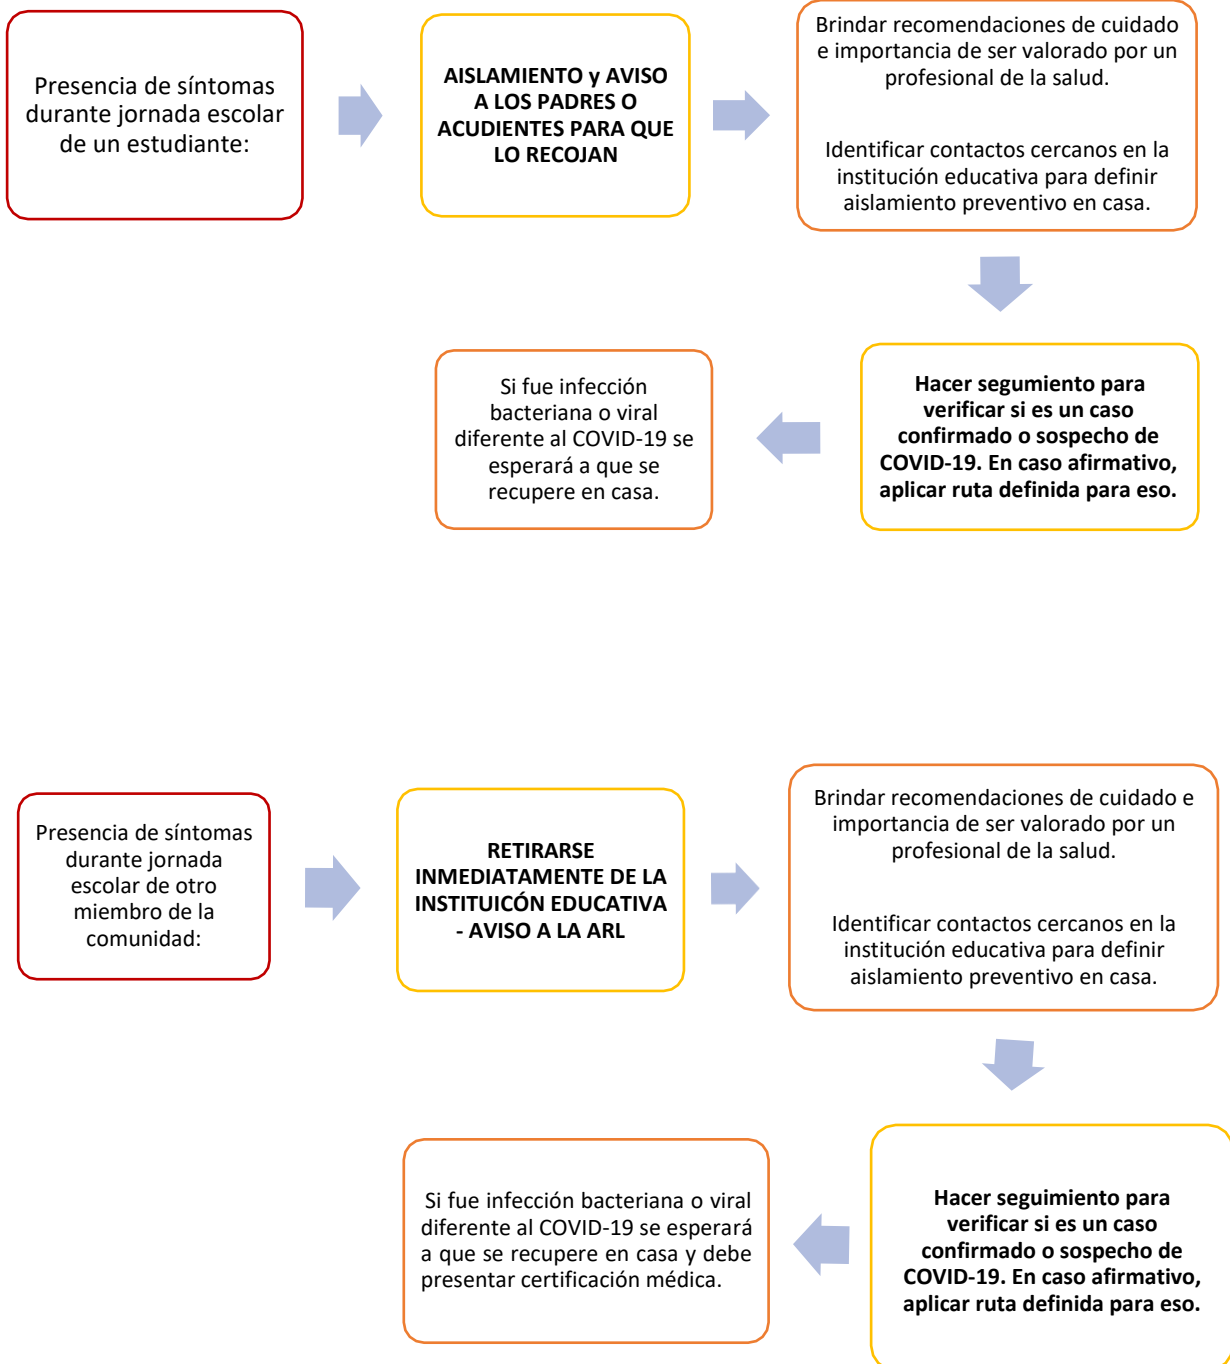 Presencia de síntomas
durante jornada escolar
de un estudiante:
AISLAMIENTO y AVISO
A LOS PADRES O
ACUDIENTES PARA QUE
LO RECOJAN
Brindar recomendaciones de cuidado
e importancia de ser valorado por un
profesional de la salud.
Identificar contactos cercanos en la
institución educativa para definir
aislamiento preventivo en casa.
Hacer segumiento para
verificar si es un caso
confirmado o sospecho de
COVID-19. En caso afirmativo,
aplicar ruta definida para eso.
Si fue infección
bacteriana o viral
diferente al COVID-19 se
esperará a que se
recupere en casa.
Presencia de síntomas
durante jornada
escolar de otro
miembro de la
comunidad:
RETIRARSE
INMEDIATAMENTE DE LA
INSTITUICÓN EDUCATIVA
- AVISO A LA ARL
Brindar recomendaciones de cuidado e
importancia de ser valorado por un
profesional de la salud.
Identificar contactos cercanos en la
institución educativa para definir
aislamiento preventivo en casa.
Hacer seguimiento para
verificar si es un caso
confirmado o sospecho de
COVID-19. En caso afirmativo,
aplicar ruta definida para eso.
Si fue infección bacteriana o viral
diferente al COVID-19 se esperará
a que se recupere en casa y debe
presentar certificación médica.